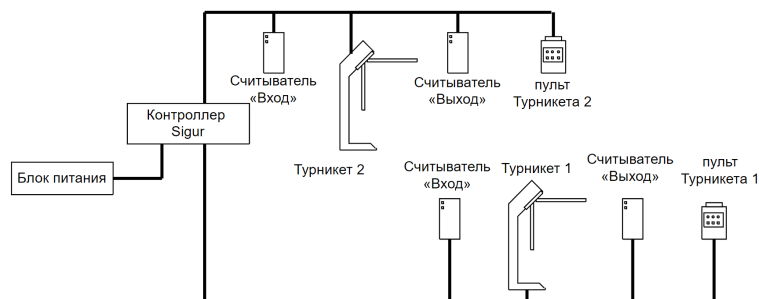 Считыватель
«Вход»
Считыватель
«Выход»
пульт
Турникета 2
Контроллер
Sigur
Турникет 2
Блок питания
Считыватель
«Вход»
Турникет 1
Считыватель
«Выход»
пульт
Турникета 1